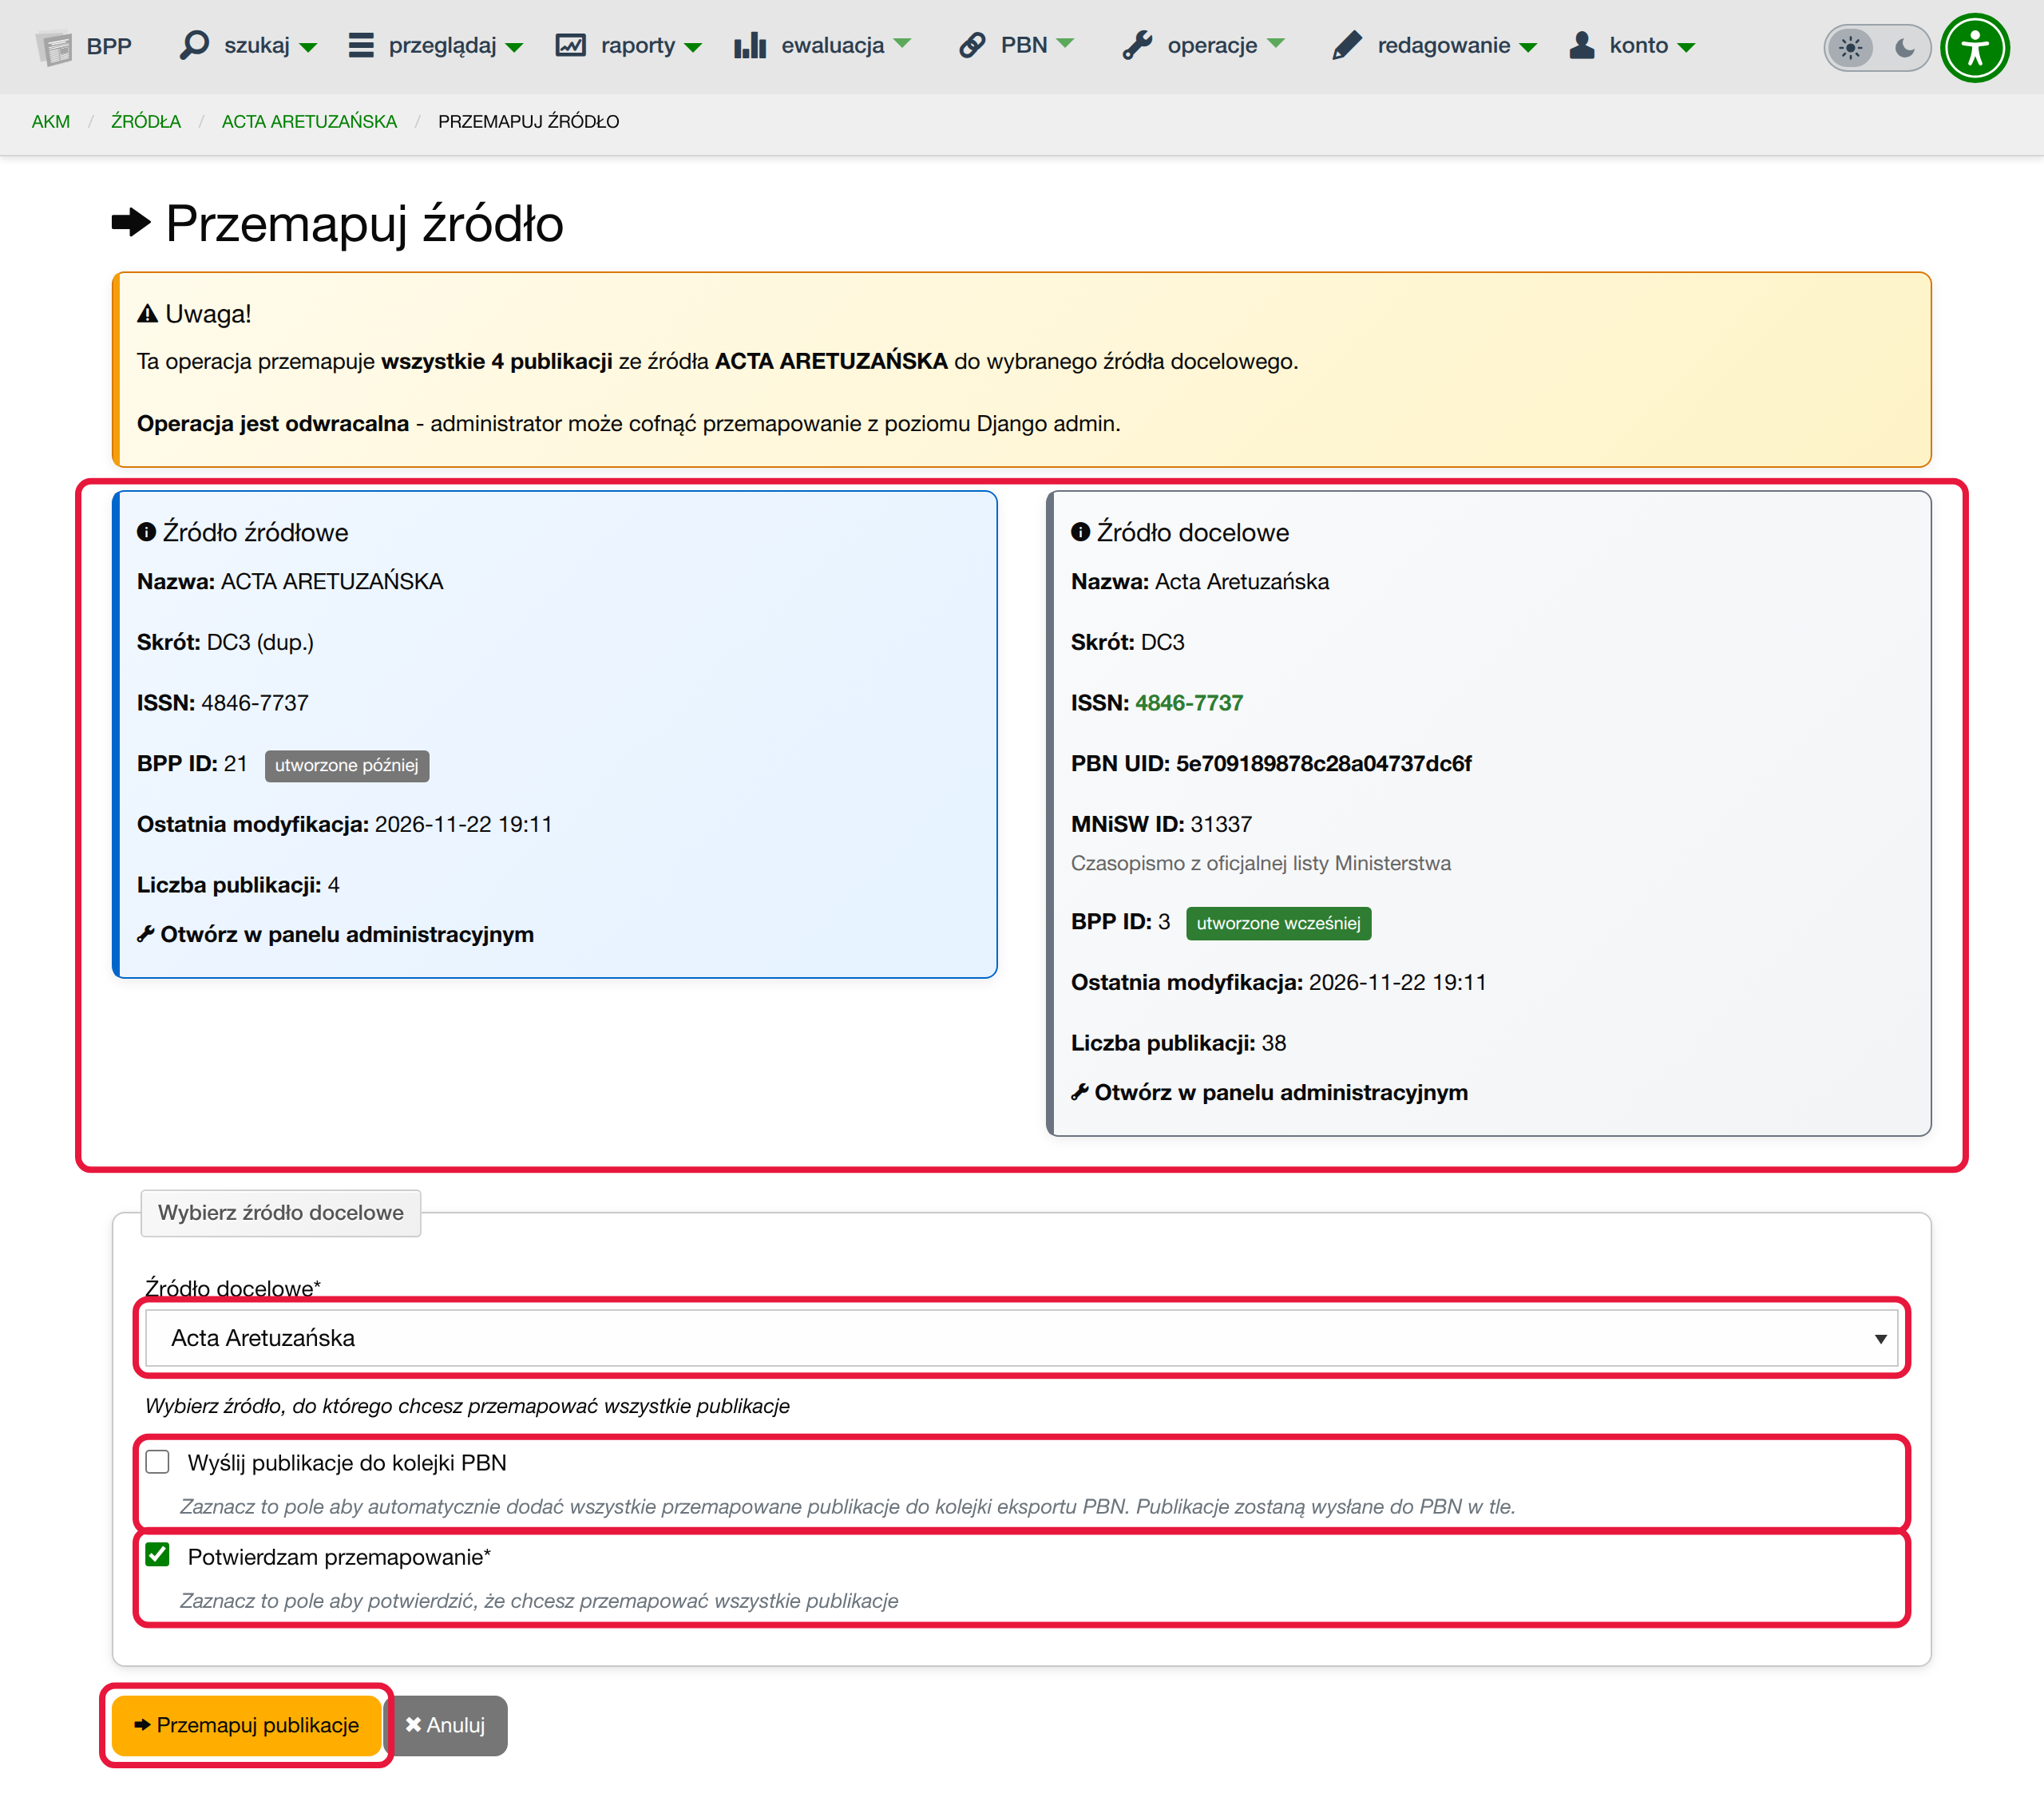 BPP szukaj przeglądaj raporty ewaluacja PBN operacje redagowanie konto
AKM / ŹRÓDŁA / ACTA ARETUZAŃSKA / PRZEMAPUJ ŹRÓDŁO
Przemapuj źródło
Uwaga!
Ta operacja przemapuje wszystkie 4 publikacji ze źródła ACTA ARETUZAŃSKA do wybranego źródła docelowego.
Operacja jest odwracalna - administrator może cofnąć przemapowanie z poziomu Django admin.
Źródło źródłowe
Nazwa: ACTA ARETUZAŃSKA
Skrót: DC3 (dup.)
ISSN: 4846-7737
BPP ID: 21 utworzone później
Ostatnia modyfikacja: 2026-11-22 19:11
Liczba publikacji: 4
Otwórz w panelu administracyjnym
Źródło docelowe
Nazwa: Acta Aretuzańska
Skrót: DC3
ISSN: 4846-7737
PBN UID: 5e709189878c28a04737dc6f
MNiSW ID: 31337
Czasopismo z oficjalnej listy Ministerstwa
BPP ID: 3 utworzone wcześniej
Ostatnia modyfikacja: 2026-11-22 19:11
Liczba publikacji: 38
Otwórz w panelu administracyjnym
Wybierz źródło docelowe
Źródło docelowe*
Acta Aretuzańska
Wybierz źródło, do którego chcesz przemapować wszystkie publikacje
Wyślij publikacje do kolejki PBN
Zaznacz to pole aby automatycznie dodać wszystkie przemapowane publikacje do kolejki eksportu PBN. Publikacje zostaną wysłane do PBN w tle.
Potwierdzam przemapowanie*
Zaznacz to pole aby potwierdzić, że chcesz przemapować wszystkie publikacje
Przemapuj publikacje
Anuluj